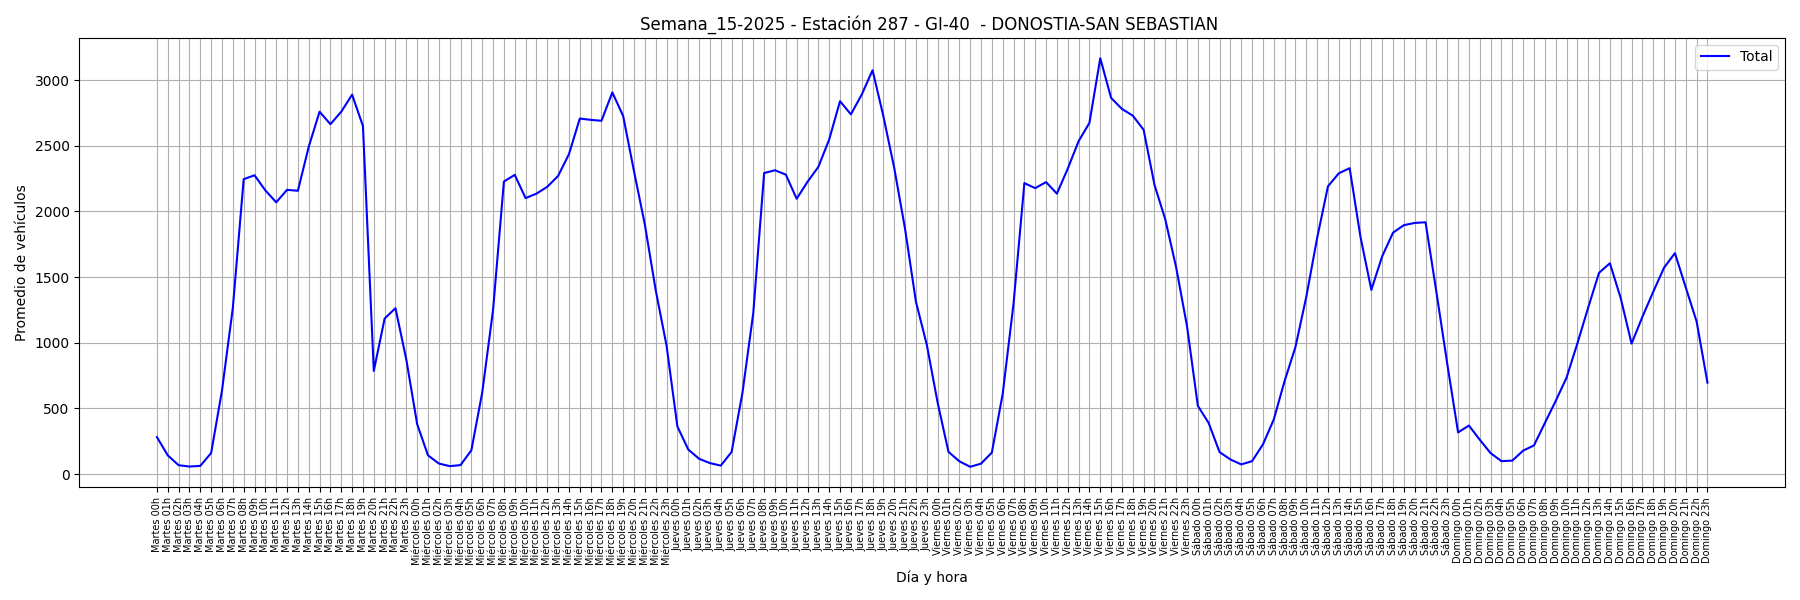 Semana_15-2025 - Estación 287 - GI-40  - DONOSTIA-SAN SEBASTIAN
Total
Promedio de vehículos
3000
2500
2000
1500
1000
500
0
Martes 00h
Martes 01h
Martes 02h
Martes 03h
Martes 04h
Martes 05h
Martes 06h
Martes 07h
Martes 08h
Martes 09h
Martes 10h
Martes 11h
Martes 12h
Martes 13h
Martes 14h
Martes 15h
Martes 16h
Martes 17h
Martes 18h
Martes 19h
Martes 20h
Martes 21h
Martes 22h
Martes 23h
Miércoles 00h
Miércoles 01h
Miércoles 02h
Miércoles 03h
Miércoles 04h
Miércoles 05h
Miércoles 06h
Miércoles 07h
Miércoles 08h
Miércoles 09h
Miércoles 10h
Miércoles 11h
Miércoles 12h
Miércoles 13h
Miércoles 14h
Miércoles 15h
Miércoles 16h
Miércoles 17h
Miércoles 18h
Miércoles 19h
Miércoles 20h
Miércoles 21h
Miércoles 22h
Miércoles 23h
Jueves 00h
Jueves 01h
Jueves 02h
Jueves 03h
Jueves 04h
Jueves 05h
Jueves 06h
Jueves 07h
Jueves 08h
Jueves 09h
Jueves 10h
Jueves 11h
Jueves 12h
Jueves 13h
Jueves 14h
Jueves 15h
Jueves 16h
Jueves 17h
Jueves 18h
Jueves 19h
Jueves 20h
Jueves 21h
Jueves 22h
Jueves 23h
Viernes 00h
Viernes 01h
Viernes 02h
Viernes 03h
Viernes 04h
Viernes 05h
Viernes 06h
Viernes 07h
Viernes 08h
Viernes 09h
Viernes 10h
Viernes 11h
Viernes 12h
Viernes 13h
Viernes 14h
Viernes 15h
Viernes 16h
Viernes 17h
Viernes 18h
Viernes 19h
Viernes 20h
Viernes 21h
Viernes 22h
Viernes 23h
Sábado 00h
Sábado 01h
Sábado 02h
Sábado 03h
Sábado 04h
Sábado 05h
Sábado 06h
Sábado 07h
Sábado 08h
Sábado 09h
Sábado 10h
Sábado 11h
Sábado 12h
Sábado 13h
Sábado 14h
Sábado 15h
Sábado 16h
Sábado 17h
Sábado 18h
Sábado 19h
Sábado 20h
Sábado 21h
Sábado 22h
Sábado 23h
Domingo 00h
Domingo 01h
Domingo 02h
Domingo 03h
Domingo 04h
Domingo 05h
Domingo 06h
Domingo 07h
Domingo 08h
Domingo 09h
Domingo 10h
Domingo 11h
Domingo 12h
Domingo 13h
Domingo 14h
Domingo 15h
Domingo 16h
Domingo 17h
Domingo 18h
Domingo 19h
Domingo 20h
Domingo 21h
Domingo 22h
Domingo 23h
Día y hora